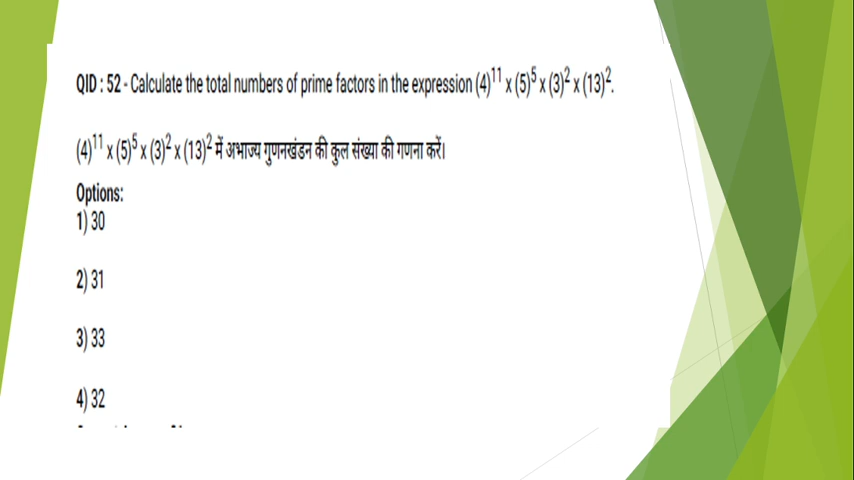 QID : 52 - Calculate the total numbers of prime factors in the expression (4)^11 x (5)^5 x (3)^2 x (13)^2.
(4)^11 x (5)^5 x (3)^2 x (13)^2 में अभाज्य गुणनखंडन की कुल संख्या की गणना करें।
Options:
1) 30
2) 31
3) 33
4) 32